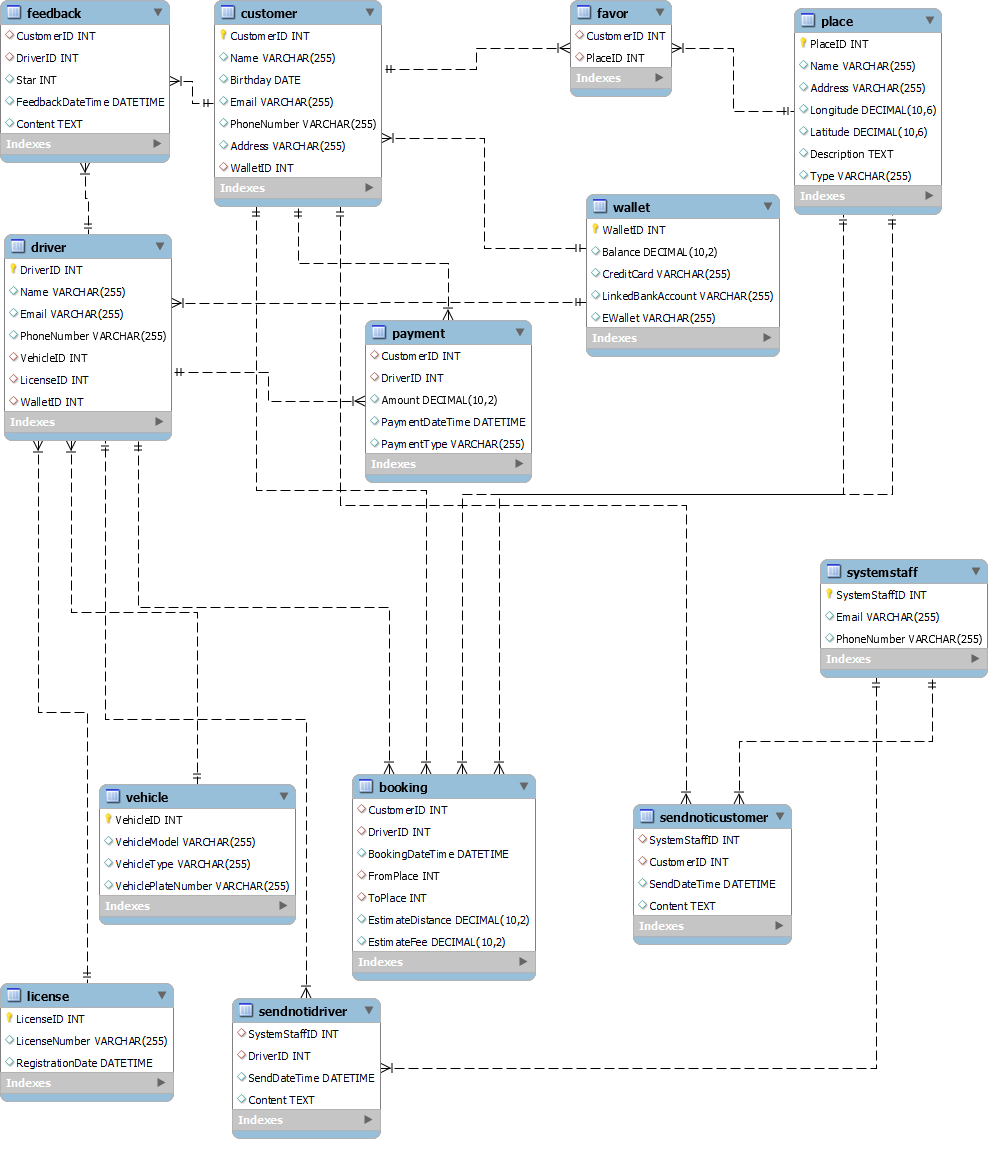 feedback
CustomerID INT
DriverID INT
Star INT
FeedbackDateTime DATETIME
Content TEXT
Indexes
customer
CustomerID INT
Name VARCHAR(255)
Birthday DATE
Email VARCHAR(255)
PhoneNumber VARCHAR(255)
Address VARCHAR(255)
WalletID INT
Indexes
favor
CustomerID INT
PlaceID INT
Indexes
place
PlaceID INT
Name VARCHAR(255)
Address VARCHAR(255)
Longitude DECIMAL(10,6)
Latitude DECIMAL(10,6)
Description TEXT
Type VARCHAR(255)
Indexes
wallet
WalletID INT
Balance DECIMAL(10,2)
CreditCard VARCHAR(255)
LinkedBankAccount VARCHAR(255)
EWallet VARCHAR(255)
Indexes
driver
DriverID INT
Name VARCHAR(255)
Email VARCHAR(255)
PhoneNumber VARCHAR(255)
VehicleID INT
LicenseID INT
WalletID INT
Indexes
payment
CustomerID INT
DriverID INT
Amount DECIMAL(10,2)
PaymentDateTime DATETIME
PaymentType VARCHAR(255)
Indexes
systemstaff
SystemStaffID INT
Email VARCHAR(255)
PhoneNumber VARCHAR(255)
Indexes
vehicle
VehicleID INT
VehicleModel VARCHAR(255)
VehicleType VARCHAR(255)
VehiclePlateNumber VARCHAR(255)
Indexes
booking
CustomerID INT
DriverID INT
BookingDateTime DATETIME
FromPlace INT
ToPlace INT
EstimateDistance DECIMAL(10,2)
EstimateFee DECIMAL(10,2)
Indexes
sendnoticustomer
SystemStaffID INT
CustomerID INT
SendDateTime DATETIME
Content TEXT
Indexes
license
LicenseID INT
LicenseNumber VARCHAR(255)
RegistrationDate DATETIME
Indexes
sendnotidriver
SystemStaffID INT
DriverID INT
SendDateTime DATETIME
Content TEXT
Indexes